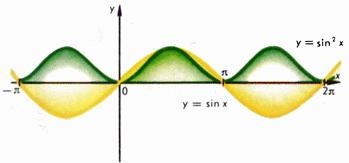 y
y = sin² x
x
− π
0
π
2π
y = sin x